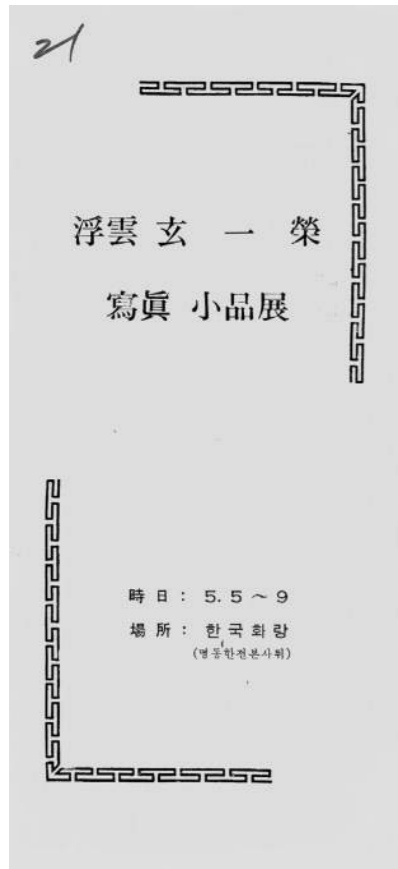 21
浮雲 玄 一 榮
寫眞 小品展
時日 : 5. 5 ~ 9
場所 : 한국화랑
(명동한전본사뒤)